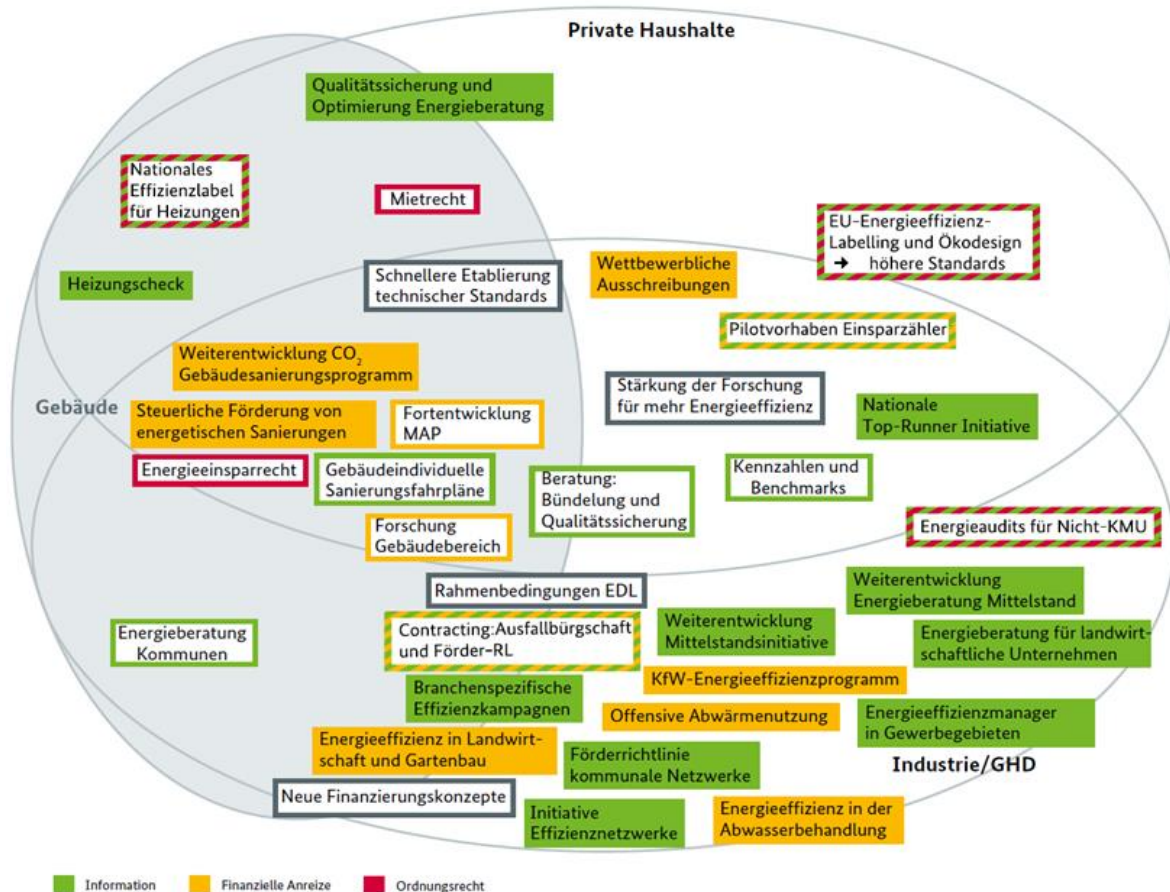 Private Haushalte
Qualitätssicherung und
Optimierung Energieberatung
Nationales
Effizienzlabel
für Heizungen
Mietrecht
EU-Energieeffizienz-
Labelling und Ökodesign
→ höhere Standards
Heizungscheck
Schnellere Etablierung
technischer Standards
Wettbewerbliche
Ausschreibungen
Pilotvorhaben Einsparzähler
Weiterentwicklung CO₂
Gebäudesanierungsprogramm
Stärkung der Forschung
für mehr Energieeffizienz
Gebäude
Steuerliche Förderung von
energetischen Sanierungen
Fortentwicklung
MAP
Nationale
Top-Runner Initiative
Energieeinsparrecht
Gebäudeindividuelle
Sanierungsfahrpläne
Beratung:
Bündelung und
Qualitätssicherung
Kennzahlen und
Benchmarks
Forschung
Gebäudebereich
Energieaudits für Nicht-KMU
Rahmenbedingungen EDL
Weiterentwicklung
Energieberatung Mittelstand
Energieberatung
Kommunen
Contracting:Ausfallbürgschaft
und Förder-RL
Weiterentwicklung
Mittelstandsinitiative
Energieberatung für landwirt-
schaftliche Unternehmen
Branchenspezifische
Effizienzkampagnen
KfW-Energieeffizienzprogramm
Offensive Abwärmenutzung
Energieeffizienzmanager
in Gewerbegebieten
Energieeffizienz in Landwirt-
schaft und Gartenbau
Förderrichtlinie
kommunale Netzwerke
Industrie/GHD
Neue Finanzierungskonzepte
Initiative
Effizienznetzwerke
Energieeffizienz in der
Abwasserbehandlung
Information
Finanzielle Anreize
Ordnungsrecht